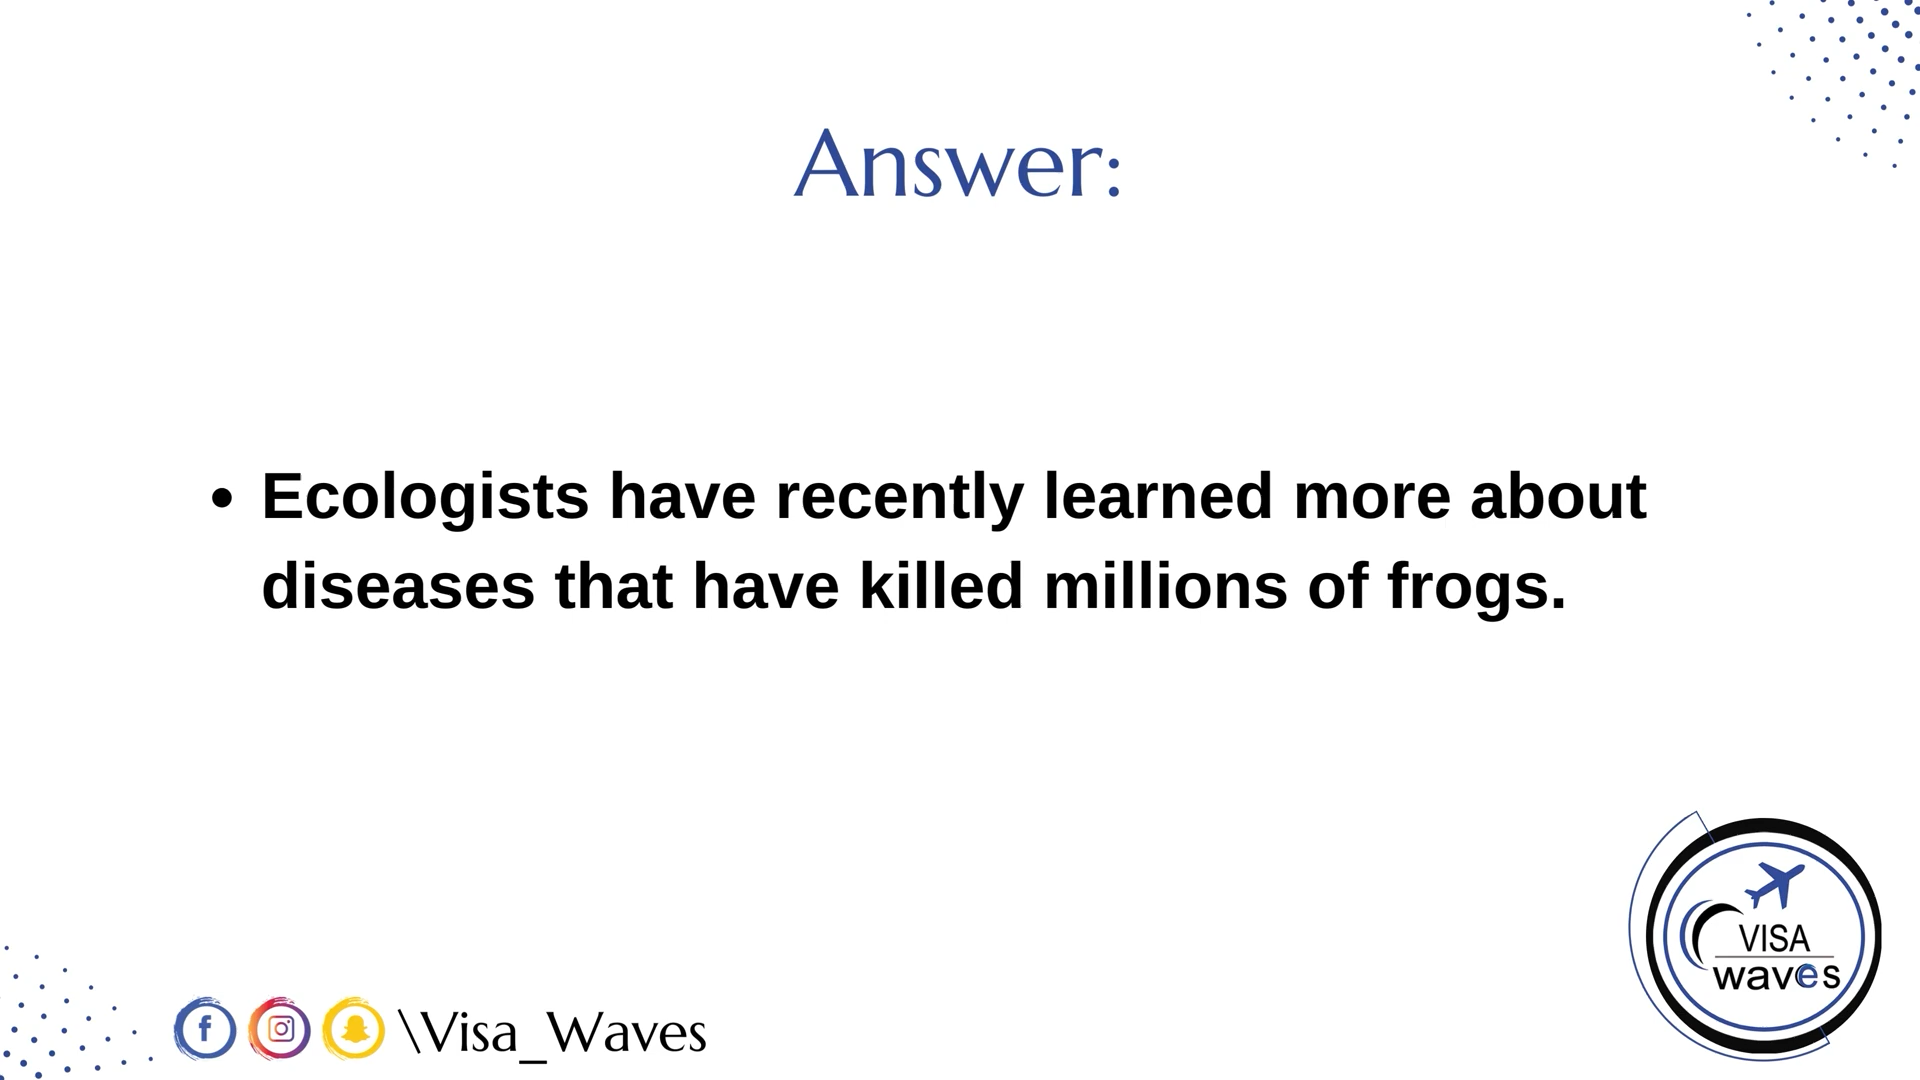 Answer:
• Ecologists have recently learned more about
diseases that have killed millions of frogs.
VISA
waves
\Visa_Waves